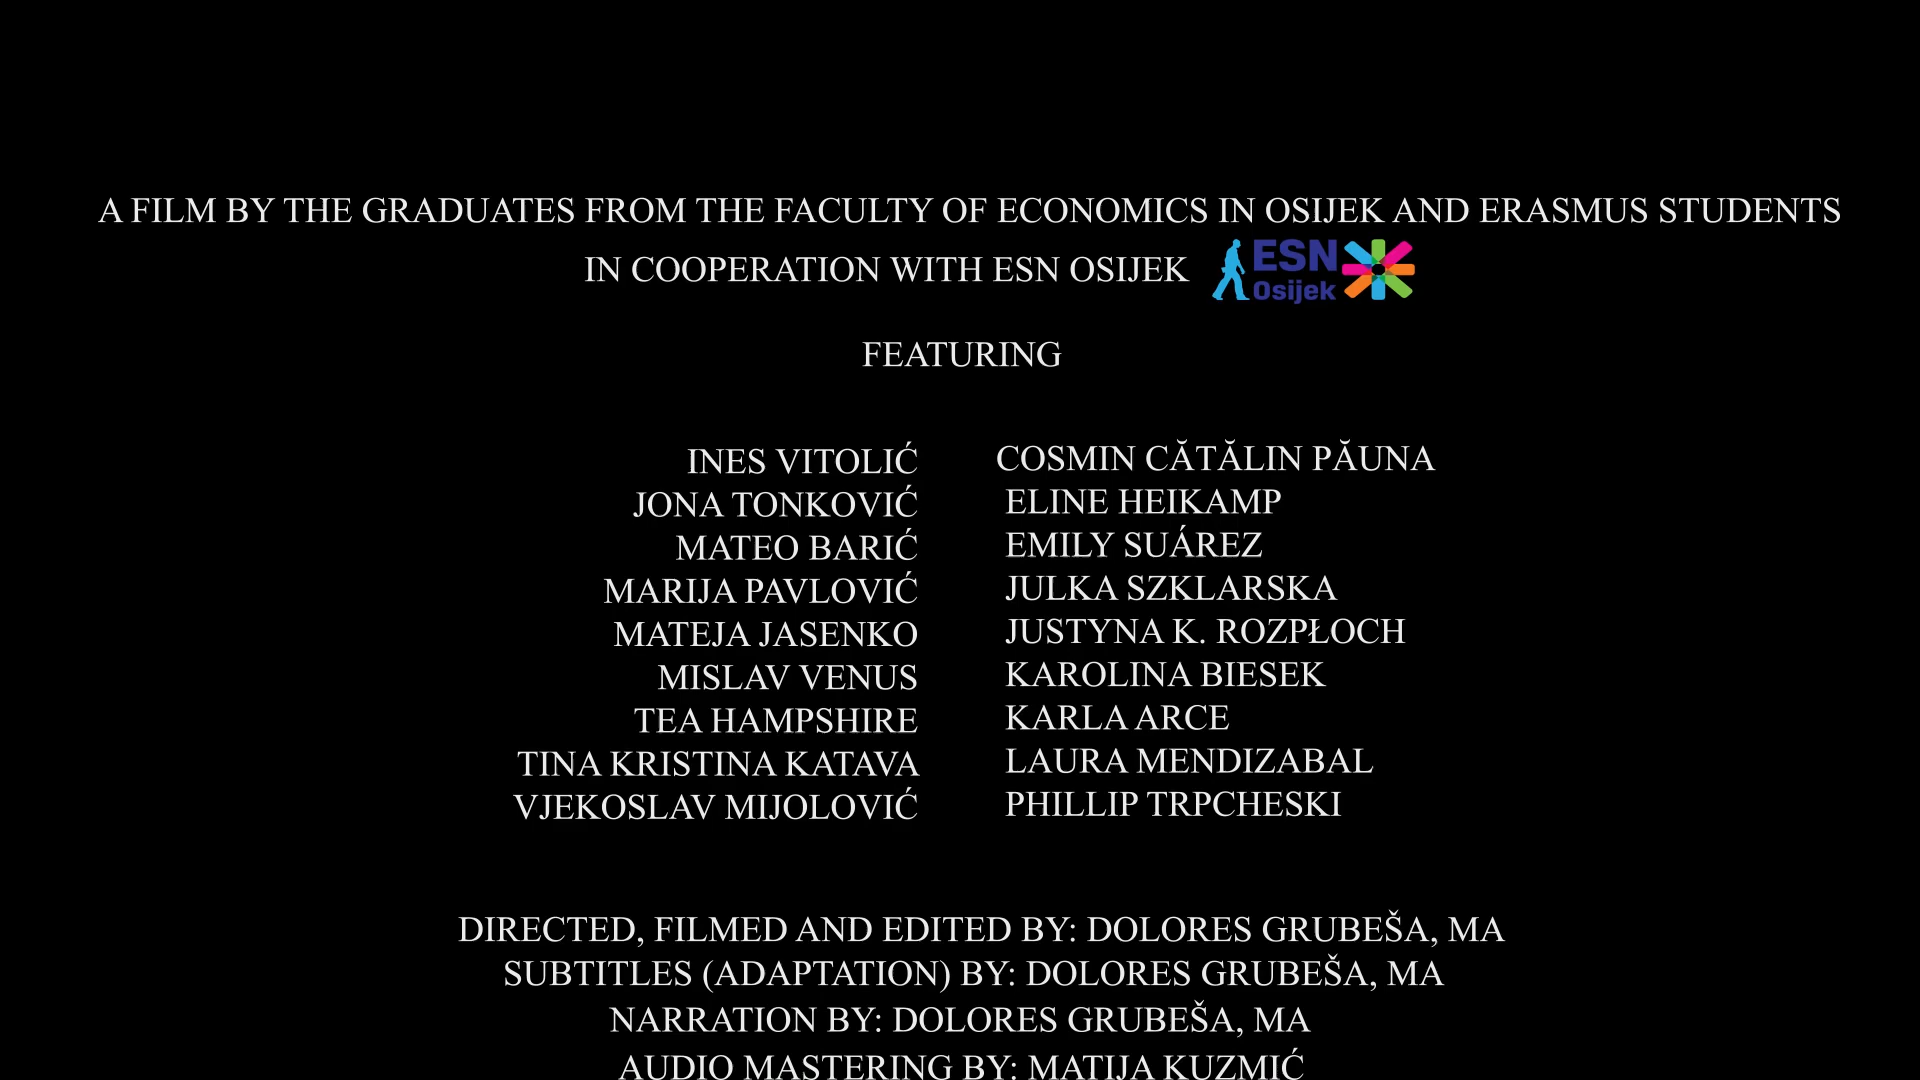 A FILM BY THE GRADUATES FROM THE FACULTY OF ECONOMICS IN OSIJEK AND ERASMUS STUDENTS
IN COOPERATION WITH ESN OSIJEK
ESN
Osijek
FEATURING
INES VITOLIĆ
JONA TONKOVIĆ
MATEO BARIĆ
MARIJA PAVLOVIĆ
MATEJA JASENKO
MISLAV VENUS
TEA HAMPSHIRE
TINA KRISTINA KATAVA
VJEKOSLAV MIJOLOVIĆ
COSMIN CĂTĂLIN PĂUNA
ELINE HEIKAMP
EMILY SUÁREZ
JULKA SZKLARSKA
JUSTYNA K. ROZPŁOCH
KAROLINA BIESEK
KARLA ARCE
LAURA MENDIZABAL
PHILLIP TRPCHESKI
DIRECTED, FILMED AND EDITED BY: DOLORES GRUBEŠA, MA
SUBTITLES (ADAPTATION) BY: DOLORES GRUBEŠA, MA
NARRATION BY: DOLORES GRUBEŠA, MA
AUDIO MASTERING BY: MATIJA KUZMIĆ